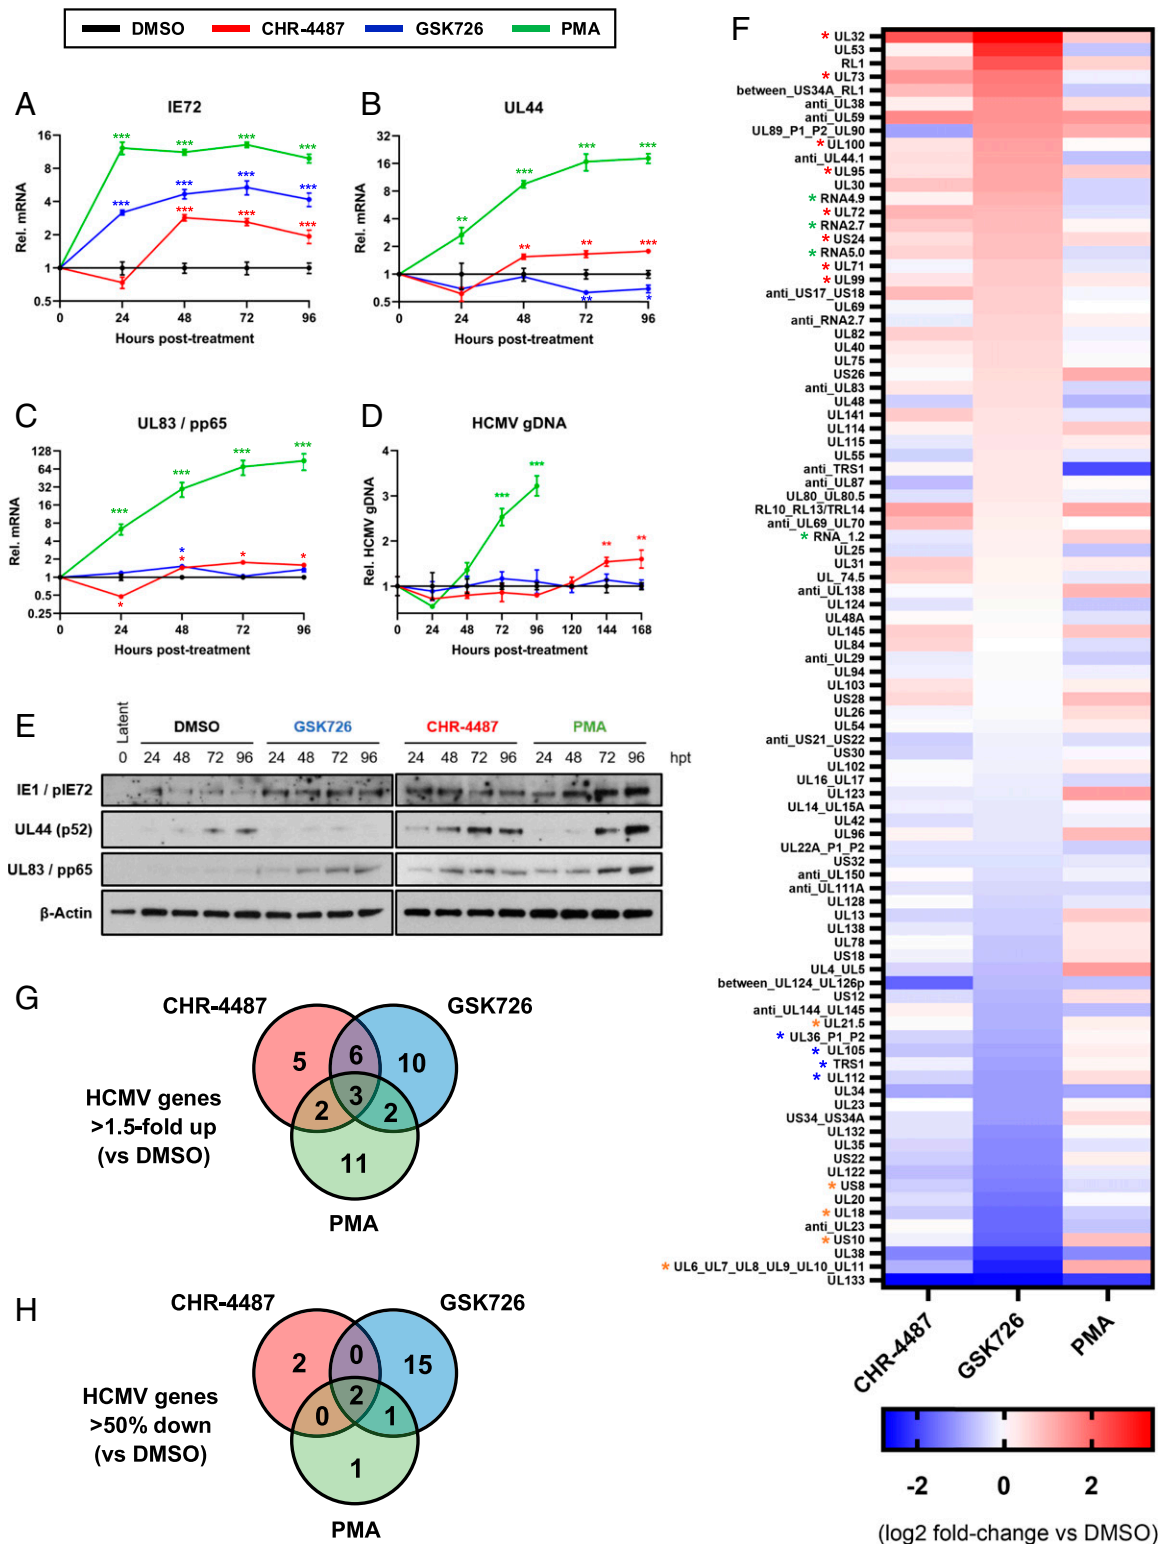 DMSO CHR-4487 GSK726 PMA
A
IE72
Rel. mRNA
16
8
4
2
1
0.5
*** *** *** ***
*** *** *** ***
*** *** ***
0 24 48 72 96
Hours post-treatment
B
UL44
Rel. mRNA
32
16
8
4
2
1
0.5
** *** *** ***
** ** ***
** *
0 24 48 72 96
Hours post-treatment
C
UL83 / pp65
Rel. mRNA
128
64
32
16
8
4
2
1
0.5
0.25
*** *** *** ***
*
* * * *
0 24 48 72 96
Hours post-treatment
D
HCMV gDNA
Rel. HCMV gDNA
4
3
2
1
*** ***
** **
0 24 48 72 96 120 144 168
Hours post-treatment
E
Latent DMSO GSK726 CHR-4487 PMA
0 24 48 72 96 24 48 72 96 24 48 72 96 24 48 72 96 hpt
IE1 / pIE72
UL44 (p52)
UL83 / pp65
β-Actin
G
CHR-4487 GSK726
5 6 10
3
2 2
11
HCMV genes
>1.5-fold up
(vs DMSO)
PMA
H
CHR-4487 GSK726
2 0 15
2
0 1
1
HCMV genes
>50% down
(vs DMSO)
PMA
F
* UL32
UL53
RL1
* UL73
between_US34A_RL1
anti_UL38
anti_UL59
UL89_P1_P2_UL90
* UL100
anti_UL44.1
* UL95
UL30
* RNA4.9
* UL72
* RNA2.7
* US24
* RNA5.0
* UL71
* UL99
anti_US17_US18
UL69
anti_RNA2.7
UL82
UL40
UL75
US26
anti_UL83
UL48
UL141
UL114
UL115
UL55
anti_TRS1
anti_UL87
UL80_UL80.5
RL10_RL13/TRL14
anti_UL69_UL70
* RNA_1.2
UL25
UL31
UL_74.5
anti_UL138
UL124
UL48A
UL145
UL84
anti_UL29
UL94
UL103
US28
UL26
UL54
anti_US21_US22
US30
UL102
UL16_UL17
UL123
UL14_UL15A
UL42
UL96
UL22A_P1_P2
US32
anti_UL150
anti_UL111A
UL128
UL13
UL138
UL78
US18
UL4_UL5
between_UL124_UL126p
US12
anti_UL144_UL145
* UL21.5
* UL36_P1_P2
* UL105
* TRS1
* UL112
UL34
UL23
US34_US34A
UL132
UL35
US22
UL122
* US8
UL20
* UL18
anti_UL23
* US10
UL38
* UL6_UL7_UL8_UL9_UL10_UL11
UL133
CHR-4487 GSK726 PMA
-2 0 2
(log2 fold-change vs DMSO)